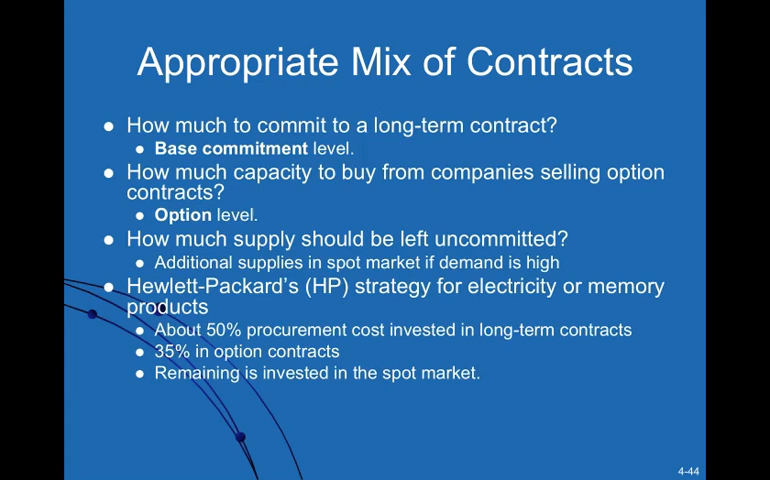 Appropriate Mix of Contracts
● How much to commit to a long-term contract?
● Base commitment level.
● How much capacity to buy from companies selling option
contracts?
● Option level.
● How much supply should be left uncommitted?
● Additional supplies in spot market if demand is high
● Hewlett-Packard’s (HP) strategy for electricity or memory
products
● About 50% procurement cost invested in long-term contracts
● 35% in option contracts
● Remaining is invested in the spot market.
4-44